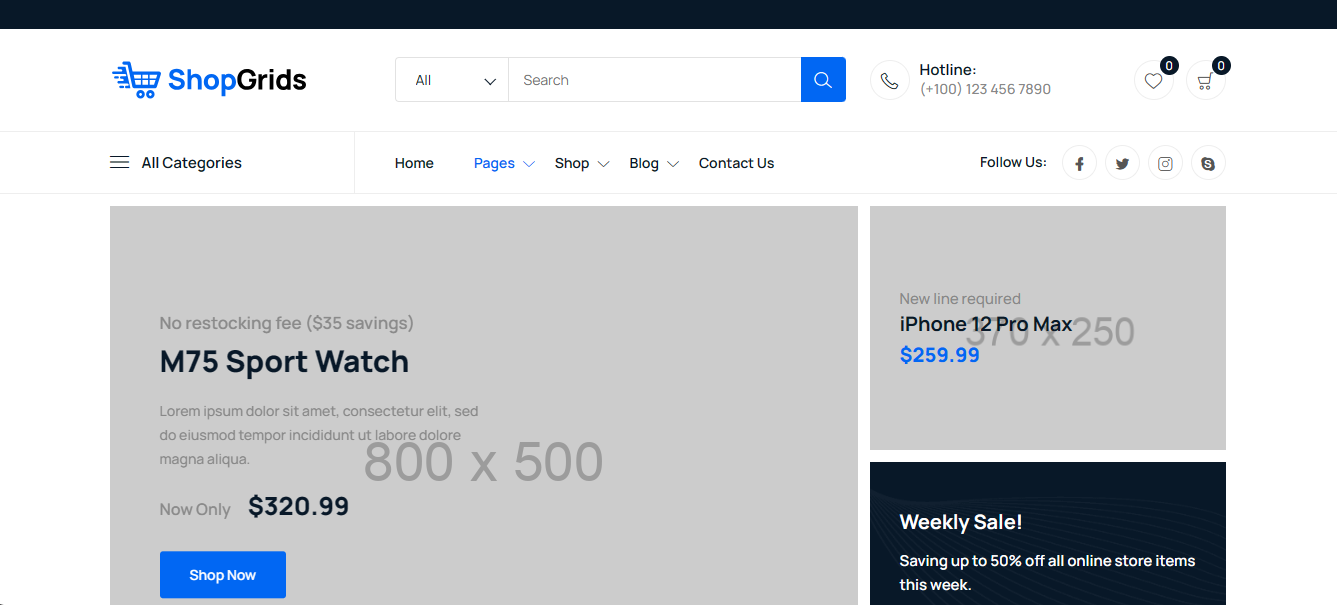 ShopGrids
All
Search
Hotline:
(+100) 123 456 7890
0
0
All Categories
Home
Pages
Shop
Blog
Contact Us
Follow Us:
No restocking fee ($35 savings)
M75 Sport Watch
Lorem ipsum dolor sit amet, consectetur elit, sed
do eiusmod tempor incididunt ut labore dolore
magna aliqua.
800 x 500
Now Only $320.99
Shop Now
New line required
iPhone 12 Pro Max
370 x 250
$259.99
Weekly Sale!
Saving up to 50% off all online store items
this week.